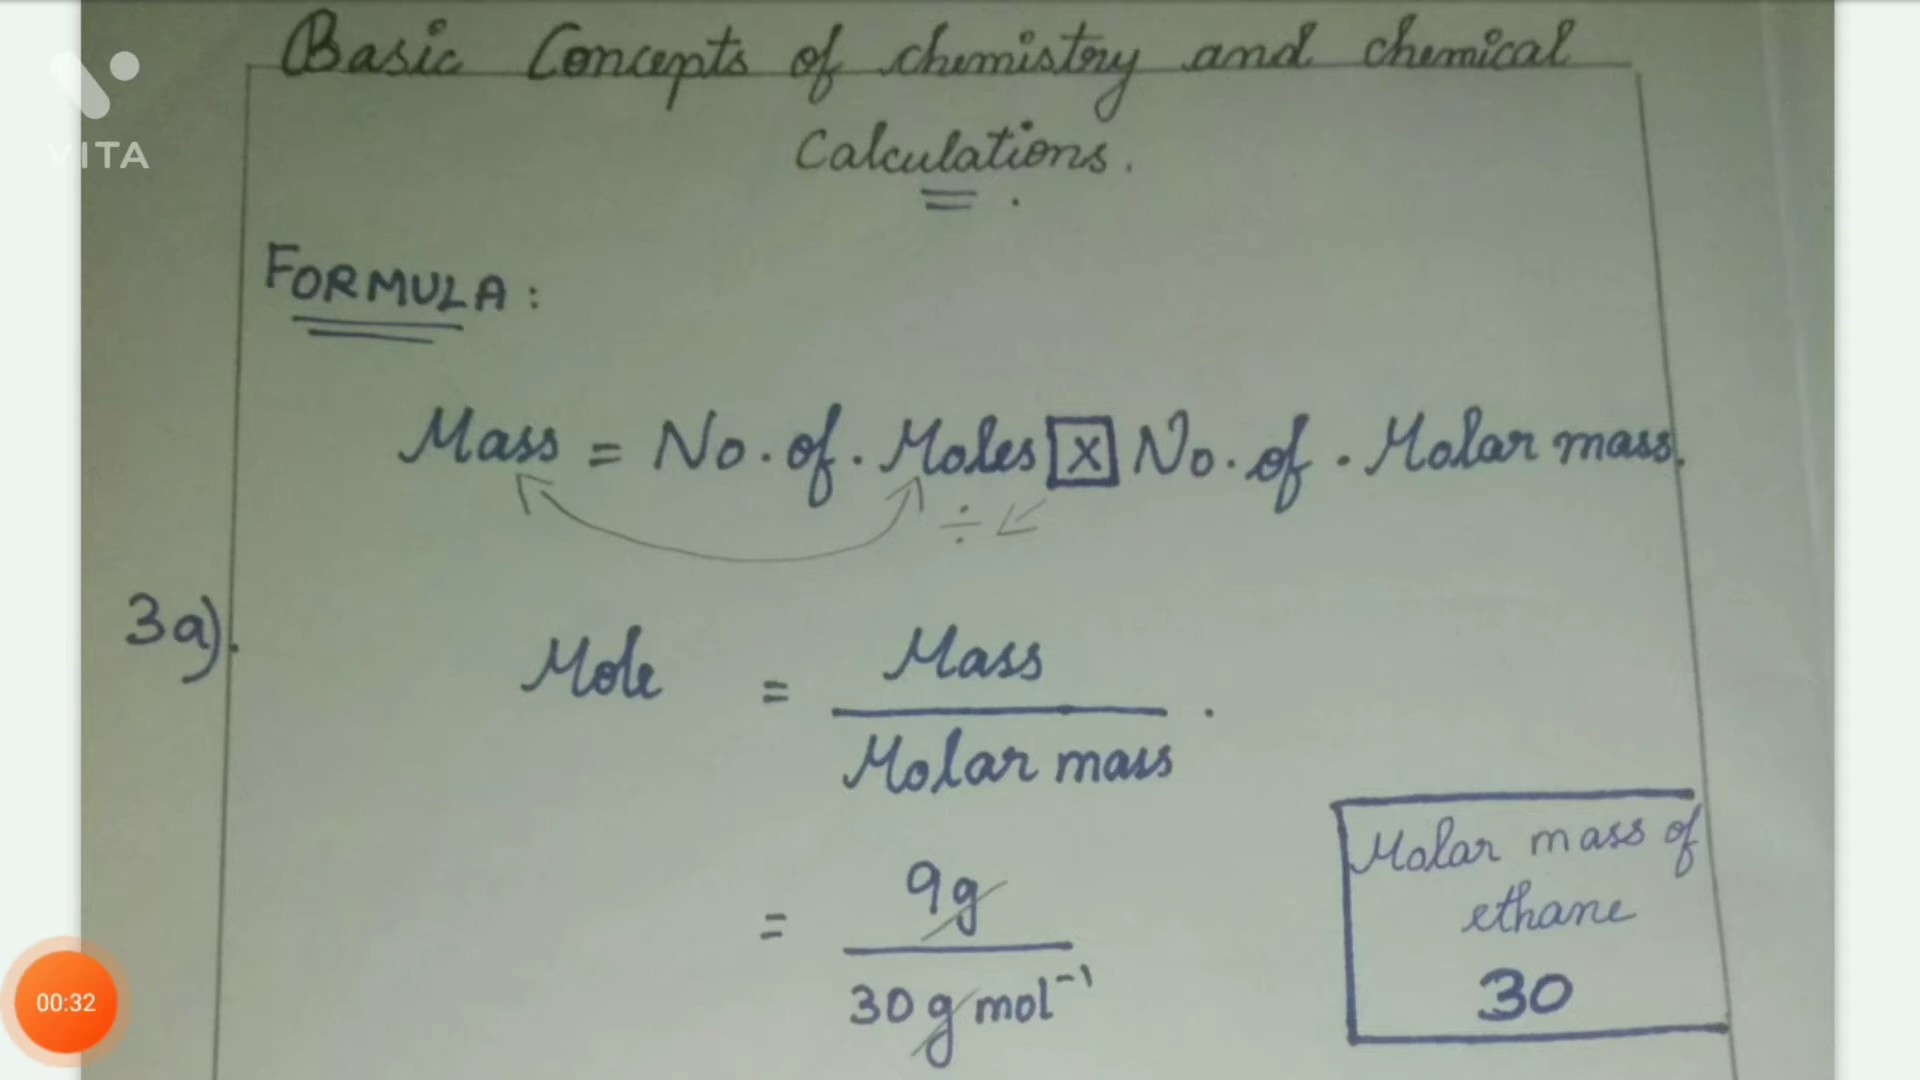 Basic Concepts of chemistry and chemical
Calculations.
VITA
FORMULA:
Mass = No. of. Moles x No. of. Molar mass.
÷
3a).
Mole = Mass
Molar mass
= 9g
30 g mol⁻¹
Molar mass of
ethane
30
00:32